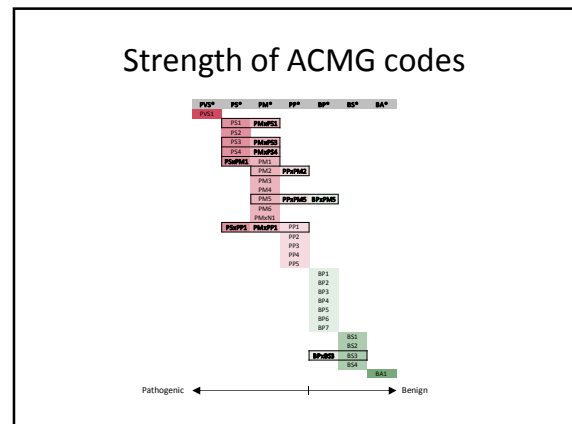 Strength of ACMG codes
PVS* PS* PM* PP* BP* BS* BA*
PVS1
PS1 PMxPS1
PS2
PS3 PMxPS3
PS4 PMxPS4
PSxPM1 PM1
PM2 PPxPM2
PM3
PM4
PM5 PPxPM5 BPxPM5
PM6
PMxN1
PSxPP1 PMxPP1 PP1
PP2
PP3
PP4
PP5
BP1
BP2
BP3
BP4
BP5
BP6
BP7
BS1
BS2
BPxBS3 BS3
BS4
BA1
Pathogenic Benign